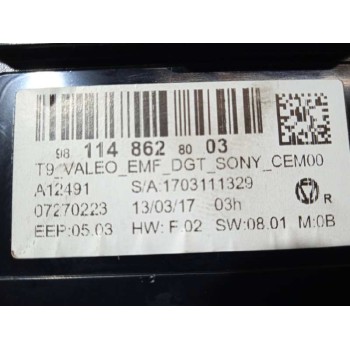 98 114 862 80 03
T9_VALEO_EMF_DGT_SONY_CEM00
A12491 S/A:1703111329
07270223 13/03/17 03h R
EEP:05.03 HW: F.02 SW:08.01 M:0B